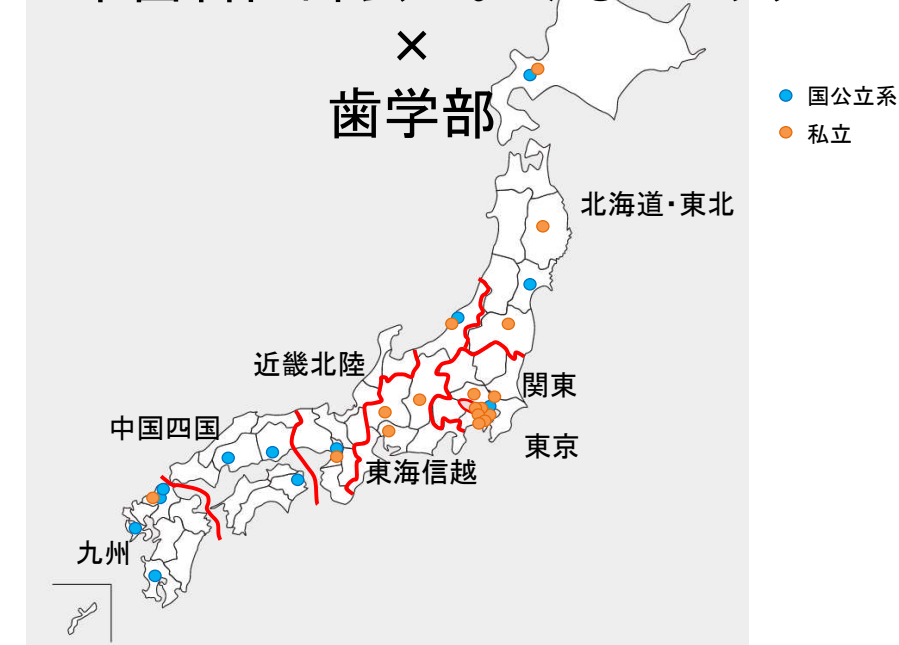 ×
歯学部
国公立系
私立
北海道・東北
近畿北陸
関東
中国四国
東京
東海信越
九州